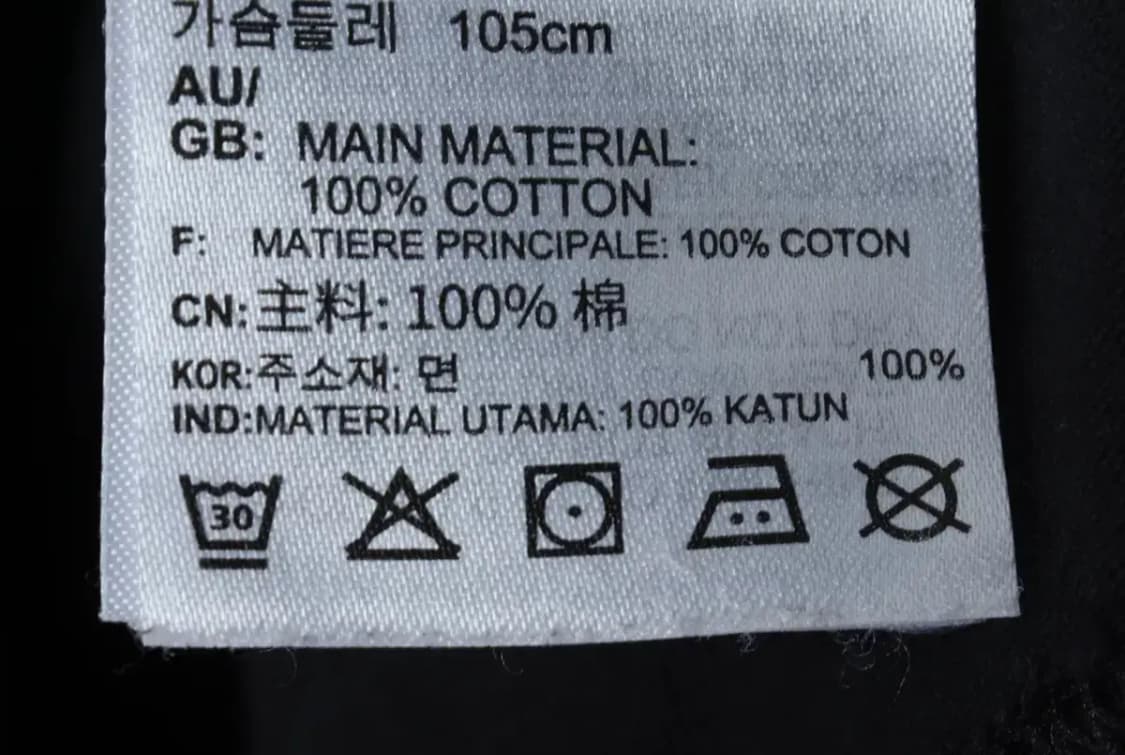 가슴둘레 105cm
AU/
GB: MAIN MATERIAL:
100% COTTON
F: MATIERE PRINCIPALE: 100% COTON
CN:主料: 100% 棉
KOR:주소재: 면 100%
IND:MATERIAL UTAMA: 100% KATUN
30